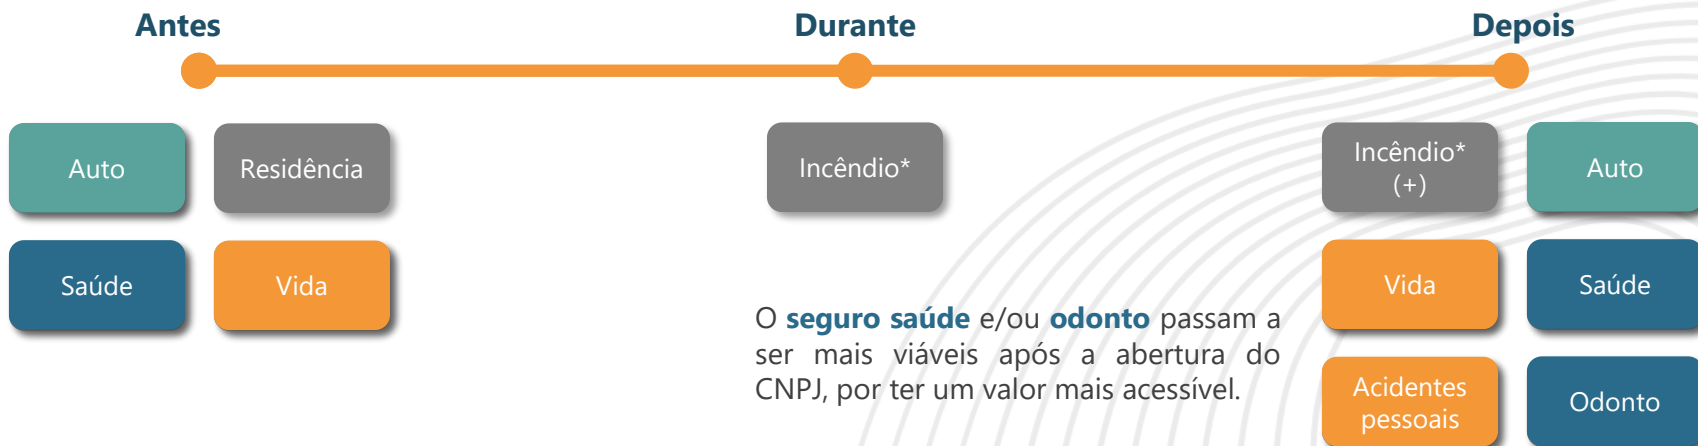 Antes
Durante
Depois
Auto
Residência
Incêndio*
Incêndio*
(+)
Auto
Saúde
Vida
Vida
Saúde
O seguro saúde e/ou odonto passam a
ser mais viáveis após a abertura do
CNPJ, por ter um valor mais acessível.
Acidentes
pessoais
Odonto